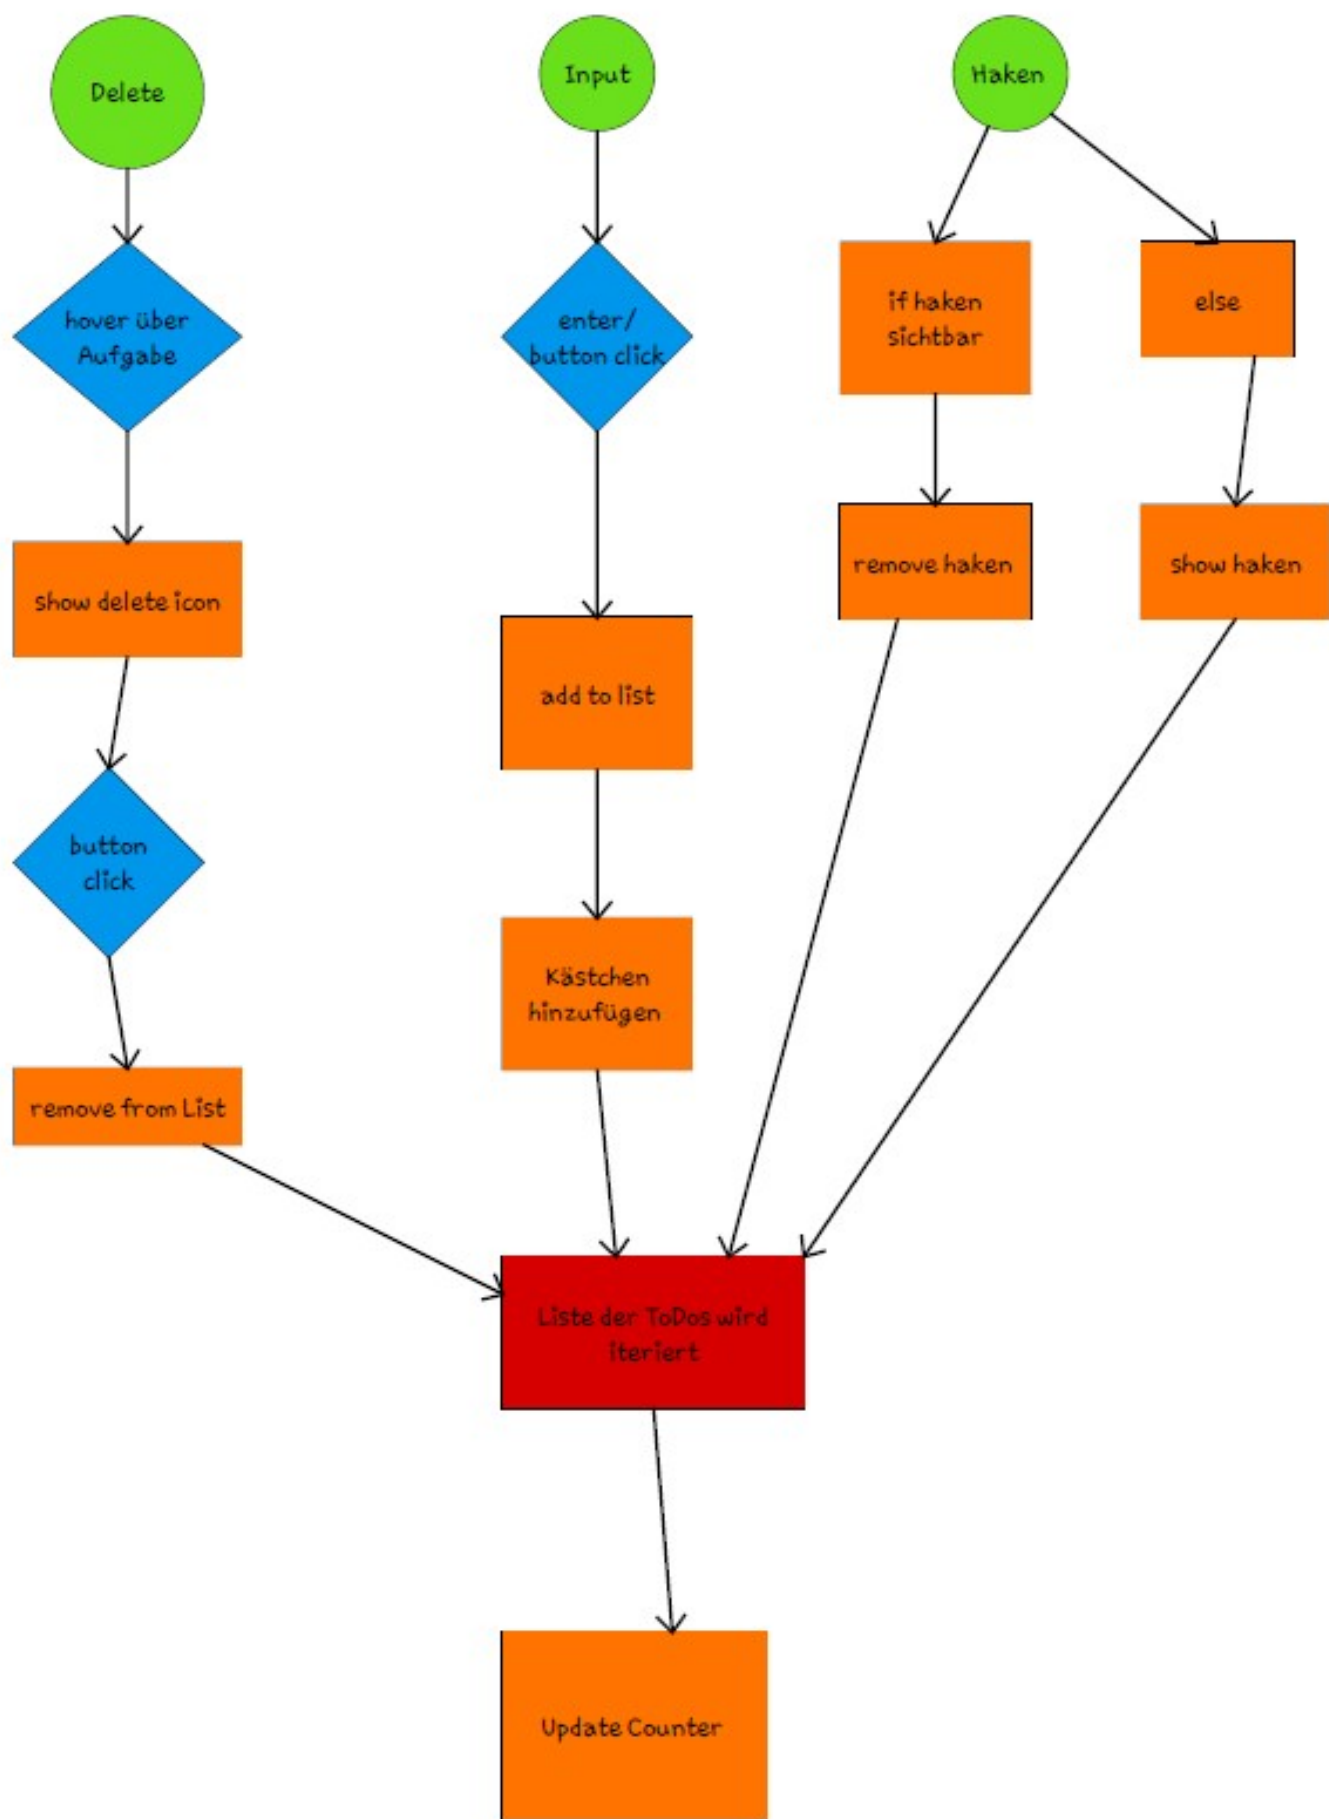 Delete
Input
Haken
hover über
Aufgabe
enter/
button click
if haken
sichtbar
else
show delete icon
remove haken
show haken
add to list
button
click
Kästchen
hinzufügen
remove from List
Liste der ToDos wird
iteriert
Update Counter